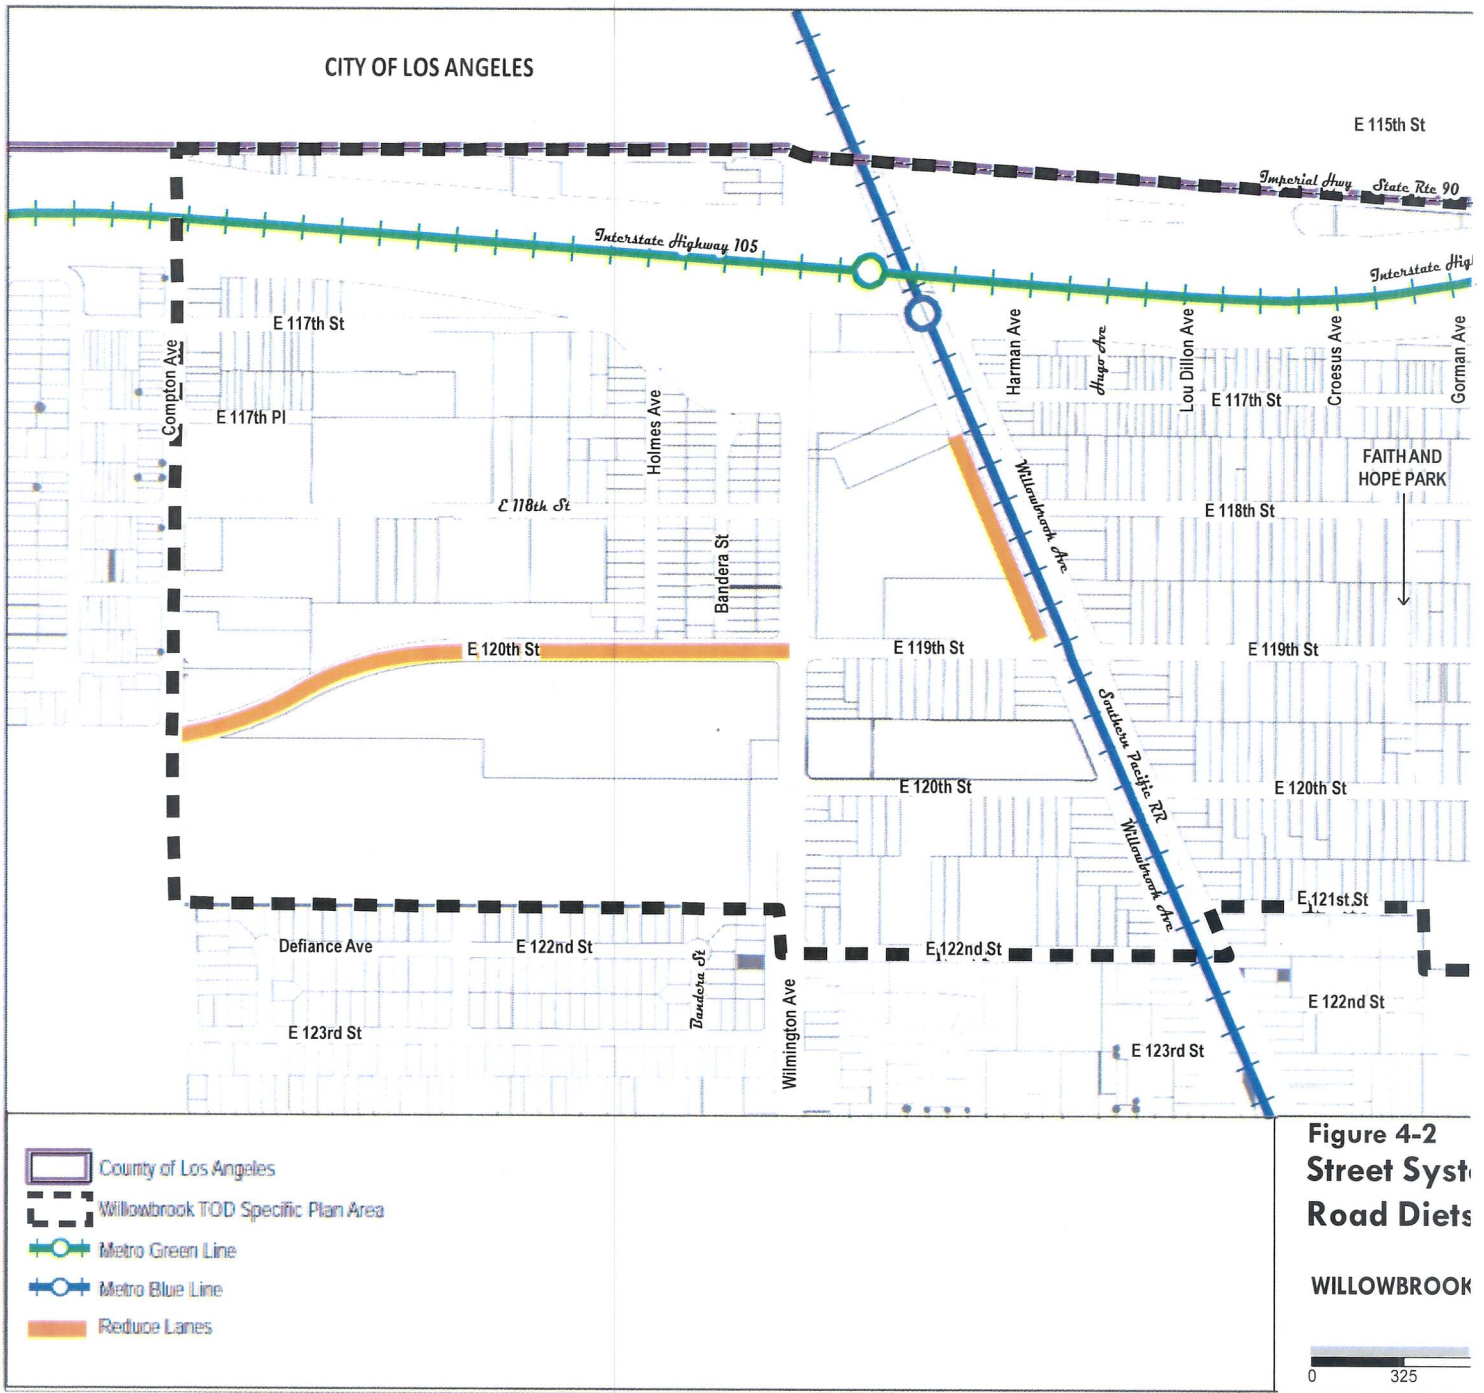 CITY OF LOS ANGELES
E 115th St
Imperial Hwy
State Rte 90
Interstate Highway 105
Interstate High
E 117th St
Compton Ave
E 117th Pl
Holmes Ave
Harman Ave
Hugo Ave
Lou Dillon Ave
E 117th St
Croesus Ave
Gorman Ave
FAITH AND
HOPE PARK
E 118th St
Willowbrook Ave
E 118th St
Bandera St
E 120th St
E 119th St
E 119th St
Southern Pacific RR
E 120th St
E 120th St
Willowbrook Ave
E 121st St
Defiance Ave
E 122nd St
E 122nd St
Bandera St
Wilmington Ave
E 122nd St
E 123rd St
E 123rd St
County of Los Angeles
Willowbrook TOD Specific Plan Area
Metro Green Line
Metro Blue Line
Reduce Lanes
Figure 4-2
Street Syst
Road Diets
WILLOWBROOK
0 325